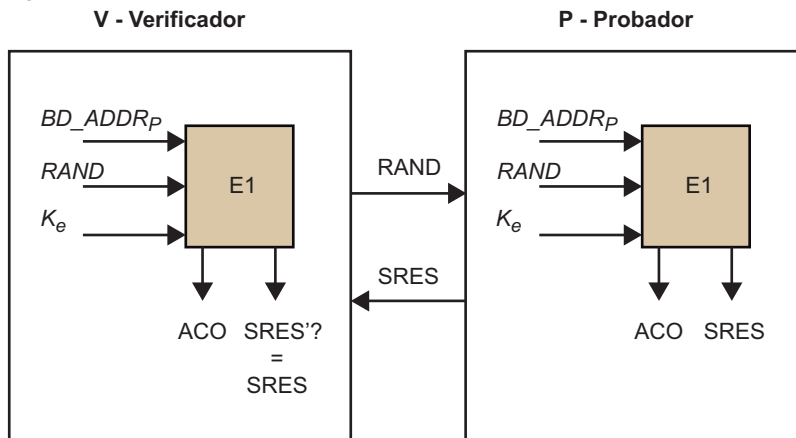 V - Verificador
P - Probador
BD_ADDRP
RAND
Ke
E1
ACO
SRES'?
=
SRES
RAND
SRES
BD_ADDRP
RAND
Ke
E1
ACO
SRES